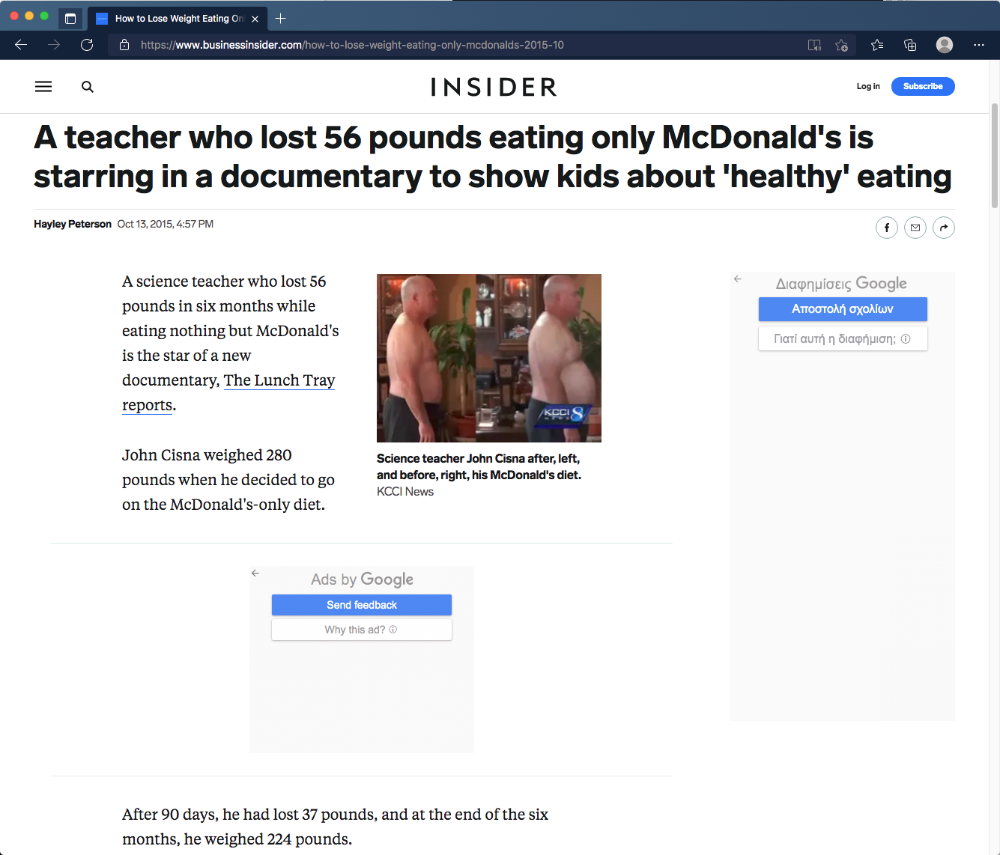 How to Lose Weight Eating On
https://www.businessinsider.com/how-to-lose-weight-eating-only-mcdonalds-2015-10
INSIDER
Log in
Subscribe
A teacher who lost 56 pounds eating only McDonald's is
starring in a documentary to show kids about 'healthy' eating
Hayley Peterson Oct 13, 2015, 4:57 PM
A science teacher who lost 56
pounds in six months while
eating nothing but McDonald's
is the star of a new
documentary, The Lunch Tray
reports.
John Cisna weighed 280
pounds when he decided to go
on the McDonald's-only diet.
KCCI 8
NEWS
Science teacher John Cisna after, left,
and before, right, his McDonald's diet.
KCCI News
Διαφημίσεις Google
Αποστολή σχολίων
Γιατί αυτή η διαφήμιση;
Ads by Google
Send feedback
Why this ad?
After 90 days, he had lost 37 pounds, and at the end of the six
months, he weighed 224 pounds.